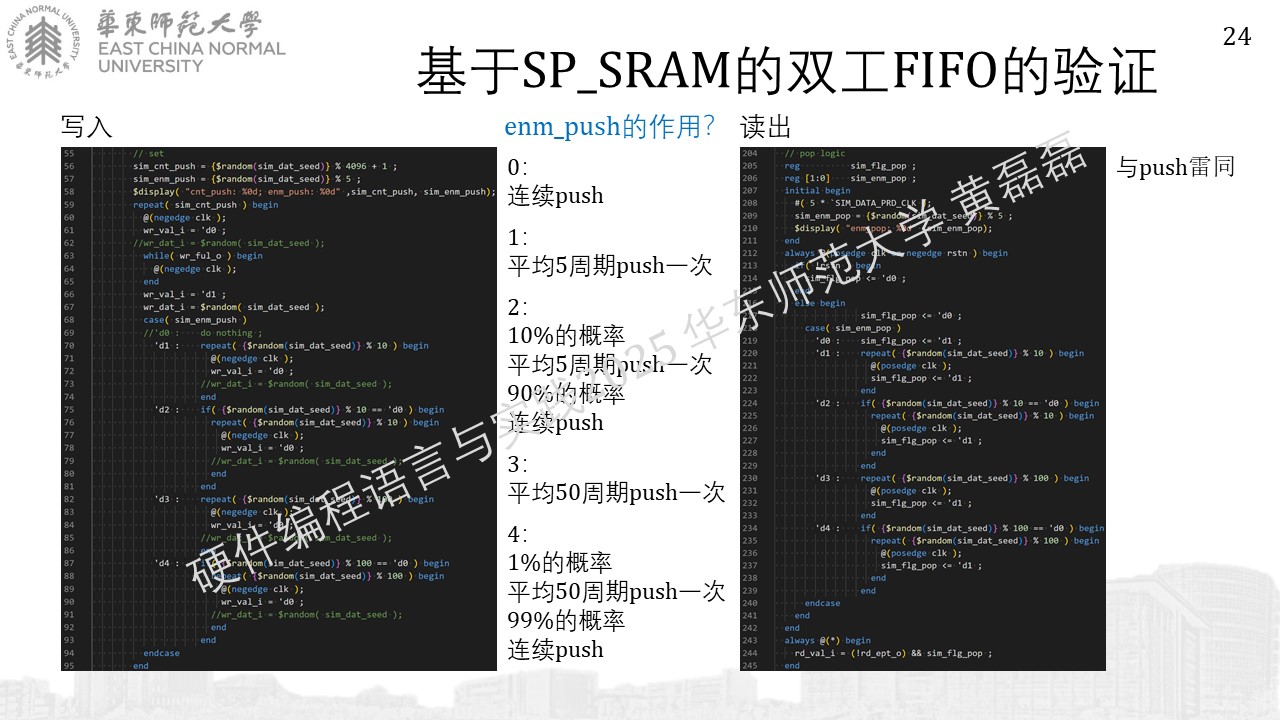 華東師範大學
EAST CHINA NORMAL
UNIVERSITY
24
基于SP_SRAM的双工FIFO的验证
写入
55 // set
56 sim_cnt_push = {$random(sim_dat_seed)} % 4096 + 1 ;
57 sim_enm_push = {$random(sim_dat_seed)} % 5 ;
58 $display( "cnt_push: %0d; enm_push: %0d" ,sim_cnt_push, sim_enm_push);
59 repeat( sim_cnt_push ) begin
60 @(negedge clk );
61 wr_val_i = 'd0 ;
62 //wr_dat_i = $random( sim_dat_seed );
63 while( wr_ful_o ) begin
64 @(negedge clk );
65 end
66 wr_val_i = 'd1 ;
67 wr_dat_i = $random( sim_dat_seed );
68 case( sim_enm_push )
69 //'d0 : do nothing ;
70 'd1 : repeat( {$random(sim_dat_seed)} % 10 ) begin
71 @(negedge clk );
72 wr_val_i = 'd0 ;
73 //wr_dat_i = $random( sim_dat_seed );
74 end
75 'd2 : if( {$random(sim_dat_seed)} % 10 == 'd0 ) begin
76 repeat( {$random(sim_dat_seed)} % 10 ) begin
77 @(negedge clk );
78 wr_val_i = 'd0 ;
79 //wr_dat_i = $random( sim_dat_seed );
80 end
81 end
82 'd3 : repeat( {$random(sim_dat_seed)} % 100 ) begin
83 @(negedge clk );
84 wr_val_i = 'd0 ;
85 //wr_dat_i = $random( sim_dat_seed );
86 end
87 'd4 : if( {$random(sim_dat_seed)} % 100 == 'd0 ) begin
88 repeat( {$random(sim_dat_seed)} % 100 ) begin
89 @(negedge clk );
90 wr_val_i = 'd0 ;
91 //wr_dat_i = $random( sim_dat_seed );
92 end
93 end
94 endcase
95 end
enm_push的作用?
0:
连续push
1:
平均5周期push一次
2:
10%的概率
平均5周期push一次
90%的概率
连续push
3:
平均50周期push一次
4:
1%的概率
平均50周期push一次
99%的概率
连续push
读出
204 // pop logic
205 reg sim_flg_pop ;
206 reg [1:0] sim_enm_pop ;
207 initial begin
208 #( 5 * `SIM_DATA_PRD_CLK );
209 sim_enm_pop = {$random(sim_dat_seed)} % 5 ;
210 $display( "enm_pop: %0d" ,sim_enm_pop);
211 end
212 always @(posedge clk or negedge rstn ) begin
213 if( !rstn ) begin
214 sim_flg_pop <= 'd0 ;
215 end
216 else begin
217 sim_flg_pop <= 'd0 ;
218 case( sim_enm_pop )
219 'd0 : sim_flg_pop <= 'd1 ;
220 'd1 : repeat( {$random(sim_dat_seed)} % 10 ) begin
221 @(posedge clk );
222 sim_flg_pop <= 'd1 ;
223 end
224 'd2 : if( {$random(sim_dat_seed)} % 10 == 'd0 ) begin
225 repeat( {$random(sim_dat_seed)} % 10 ) begin
226 @(posedge clk );
227 sim_flg_pop <= 'd1 ;
228 end
229 end
230 'd3 : repeat( {$random(sim_dat_seed)} % 100 ) begin
231 @(posedge clk );
232 sim_flg_pop <= 'd1 ;
233 end
234 'd4 : if( {$random(sim_dat_seed)} % 100 == 'd0 ) begin
235 repeat( {$random(sim_dat_seed)} % 100 ) begin
236 @(posedge clk );
237 sim_flg_pop <= 'd1 ;
238 end
239 end
240 endcase
241 end
242 end
243 always @(*) begin
244 rd_val_i = (!rd_ept_o) && sim_flg_pop ;
245 end
与push雷同
硬件编程语言与实践2025 华东师范大学 黄磊磊